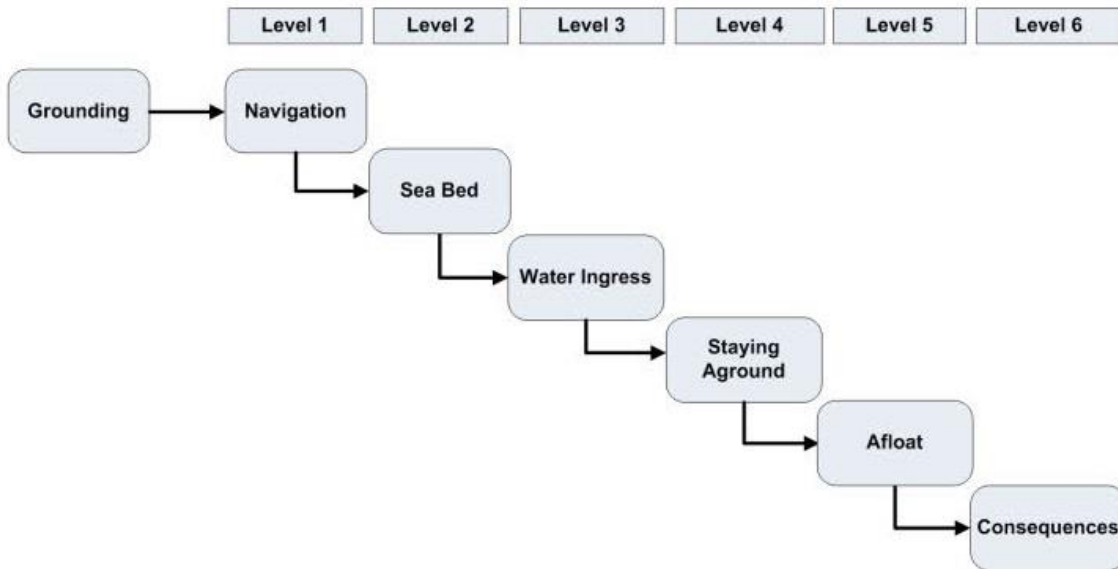 Level 1
Level 2
Level 3
Level 4
Level 5
Level 6
Grounding
Navigation
Sea Bed
Water Ingress
Staying
Aground
Afloat
Consequences